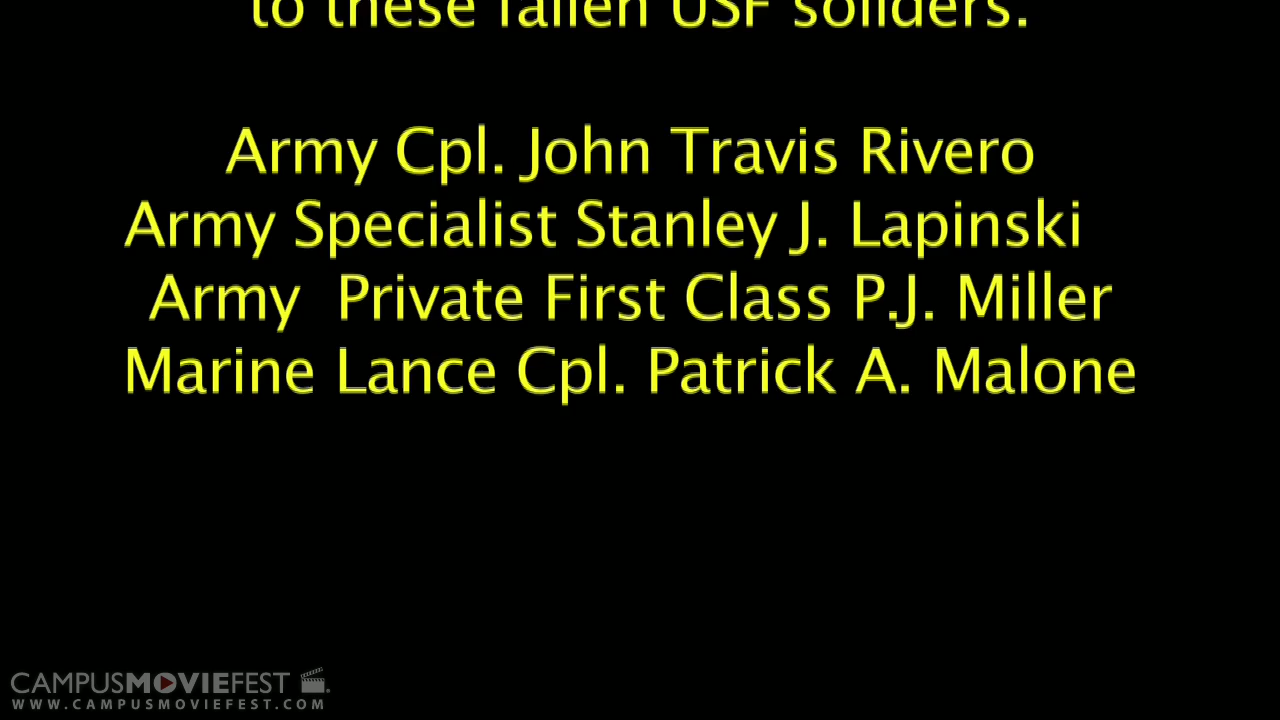 to these fallen USF soliders.
Army Cpl. John Travis Rivero
Army Specialist Stanley J. Lapinski
Army  Private First Class P.J. Miller
Marine Lance Cpl. Patrick A. Malone
CAMPUSMOVIEFEST
WWW.CAMPUSMOVIEFEST.COM